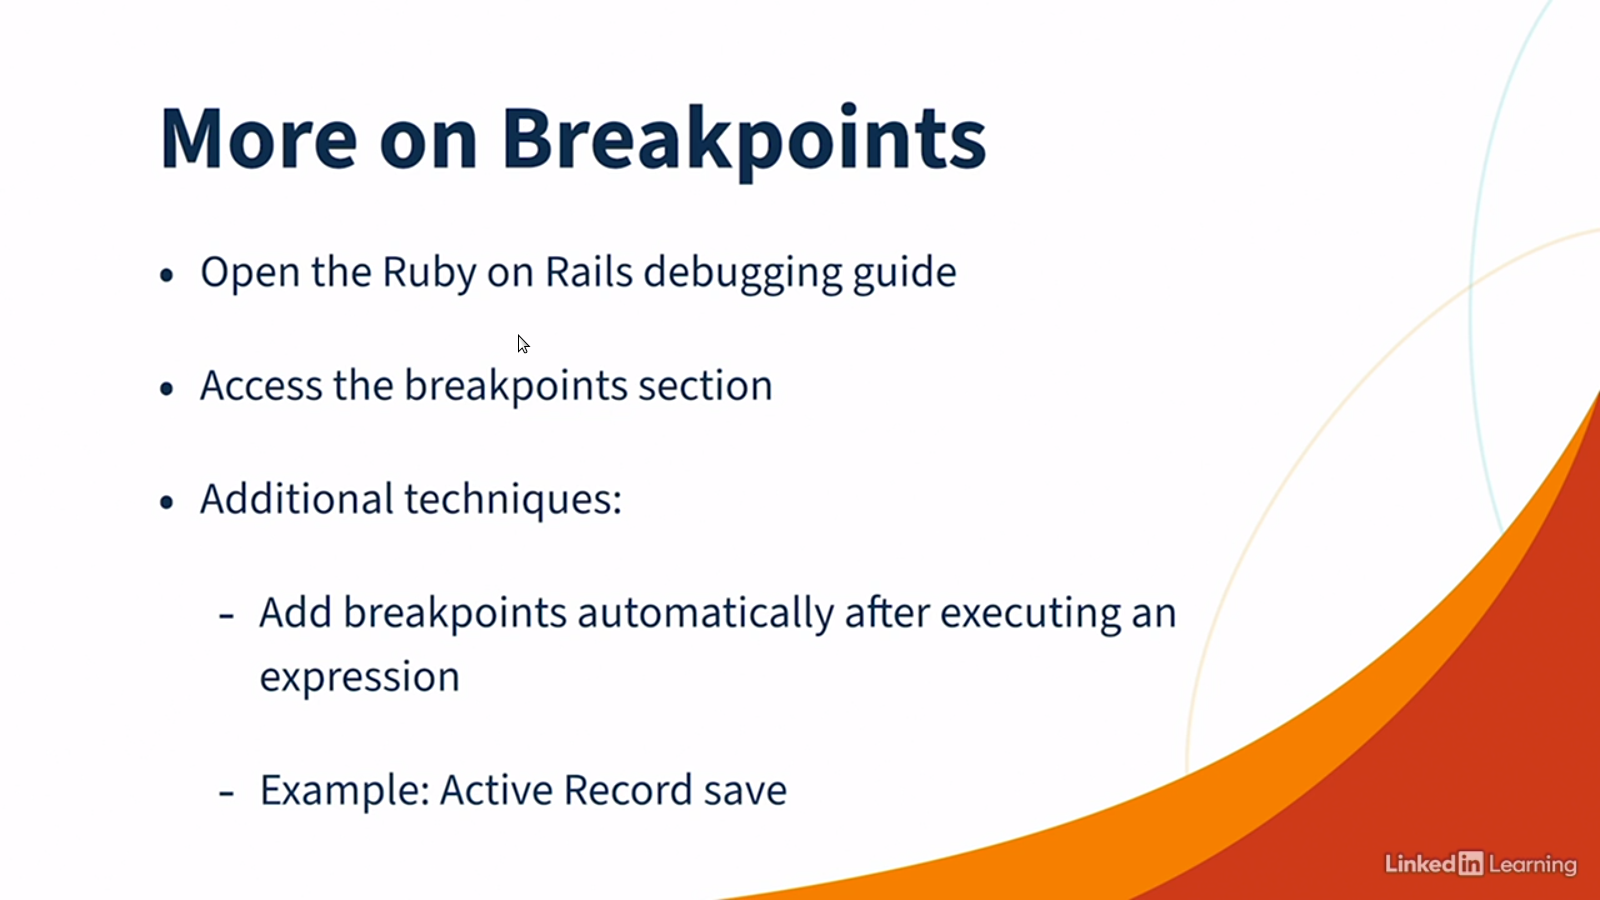 More on Breakpoints
• Open the Ruby on Rails debugging guide
• Access the breakpoints section
• Additional techniques:
- Add breakpoints automatically after executing an
expression
- Example: Active Record save
Linked in Learning